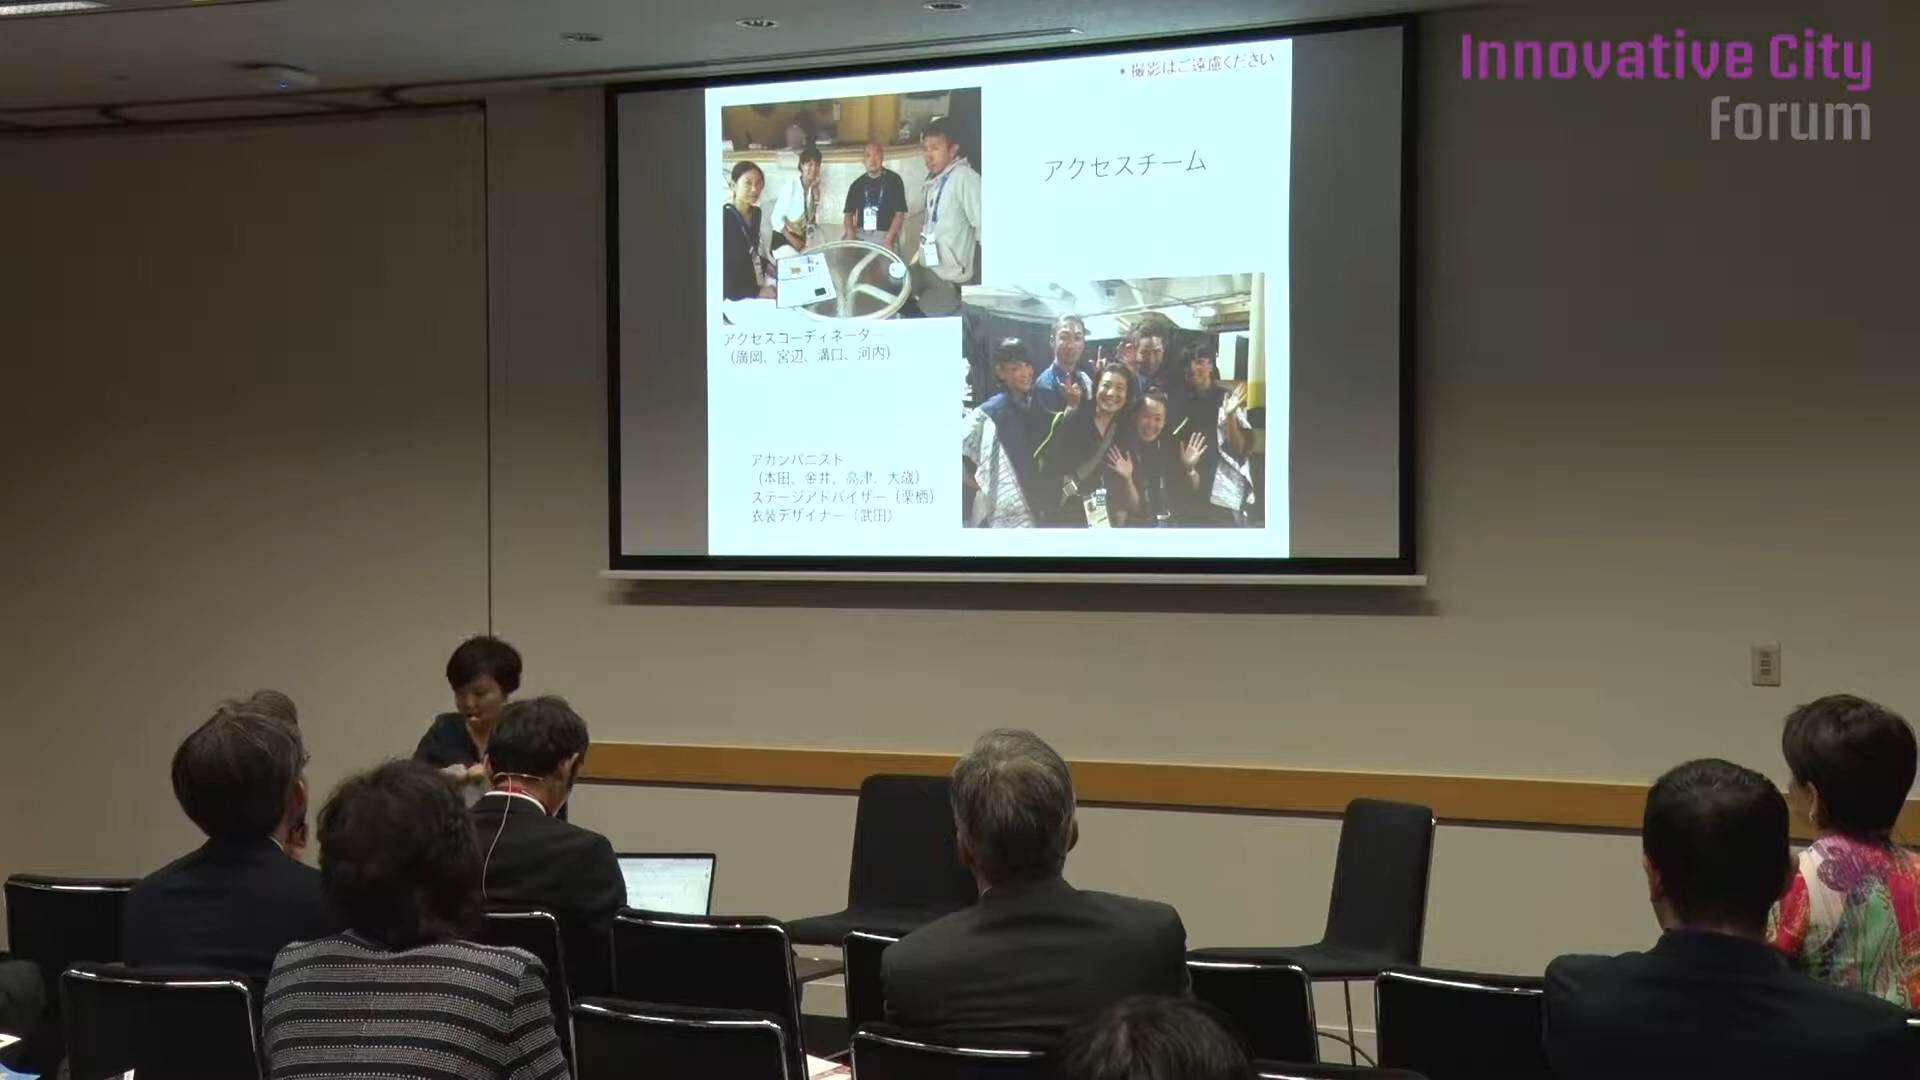 Innovative City
Forum
＊撮影はご遠慮ください
アクセスチーム
アクセスコーディネーター
（廣岡、宮辺、溝口、河内）
アカンパニスト
（本田、金井、高津、大歳）
ステージアドバイザー（栗栖）
衣装デザイナー（武田）